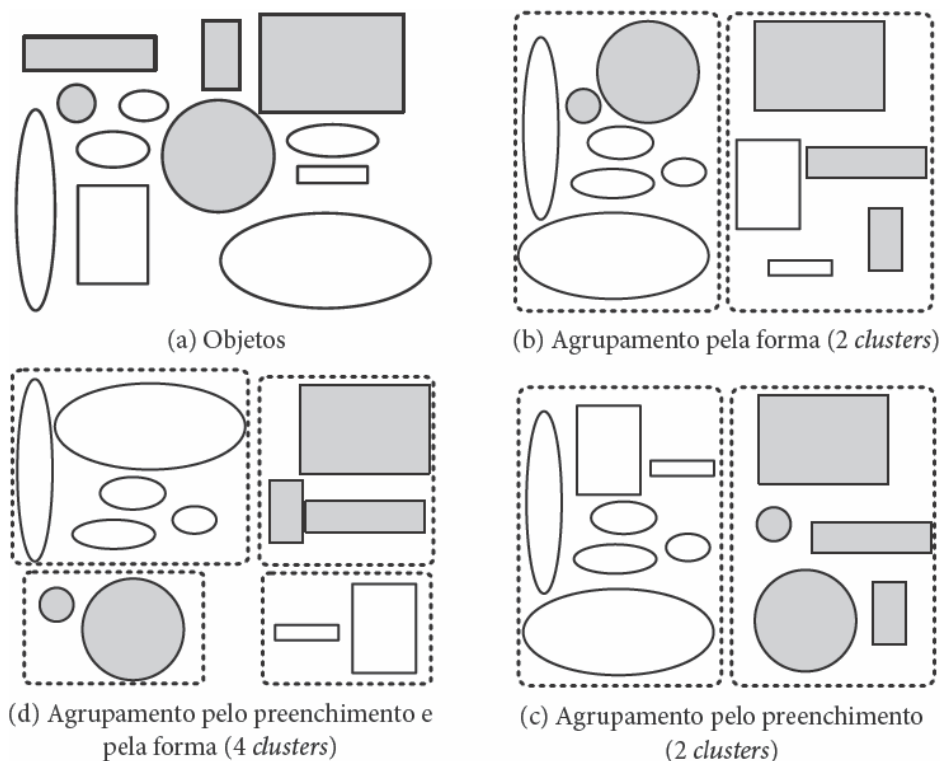 (a) Objetos
(b) Agrupamento pela forma (2 clusters)
(d) Agrupamento pelo preenchimento e
pela forma (4 clusters)
(c) Agrupamento pelo preenchimento
(2 clusters)